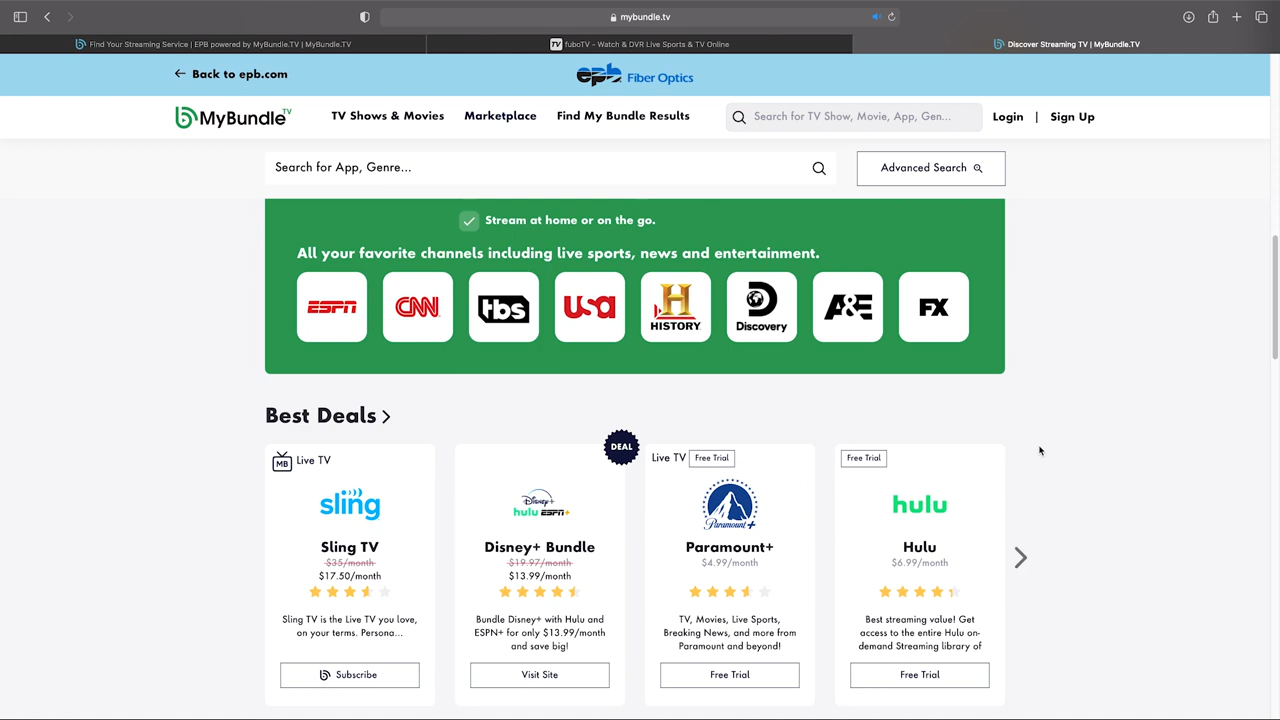 mybundle.tv
Find Your Streaming Service | EPB powered by MyBundle.TV | MyBundle.TV
TV fuboTV - Watch & DVR Live Sports & TV Online
Discover Streaming TV | MyBundle.TV
Back to epb.com
epb Fiber Optics
MyBundle TV
TV Shows & Movies
Marketplace
Find My Bundle Results
Search for TV Show, Movie, App, Gen...
Login | Sign Up
Search for App, Genre...
Advanced Search
Stream at home or on the go.
All your favorite channels including live sports, news and entertainment.
ESPN
CNN
tbs
usa
H HISTORY
Discovery
A&E
FX
Best Deals >
MB Live TV
sling
Sling TV
$35/month
$17.50/month
Sling TV is the Live TV you love,
on your terms. Persona...
Subscribe
DEAL
Disney+
hulu ESPN+
Disney+ Bundle
$19.97/month
$13.99/month
Bundle Disney+ with Hulu and
ESPN+ for only $13.99/month
and save big!
Visit Site
Live TV Free Trial
Paramount+
Paramount+
$4.99/month
TV, Movies, Live Sports,
Breaking News, and more from
Paramount and beyond!
Free Trial
Free Trial
hulu
Hulu
$6.99/month
Best streaming value! Get
access to the entire Hulu on-
demand Streaming library of
Free Trial